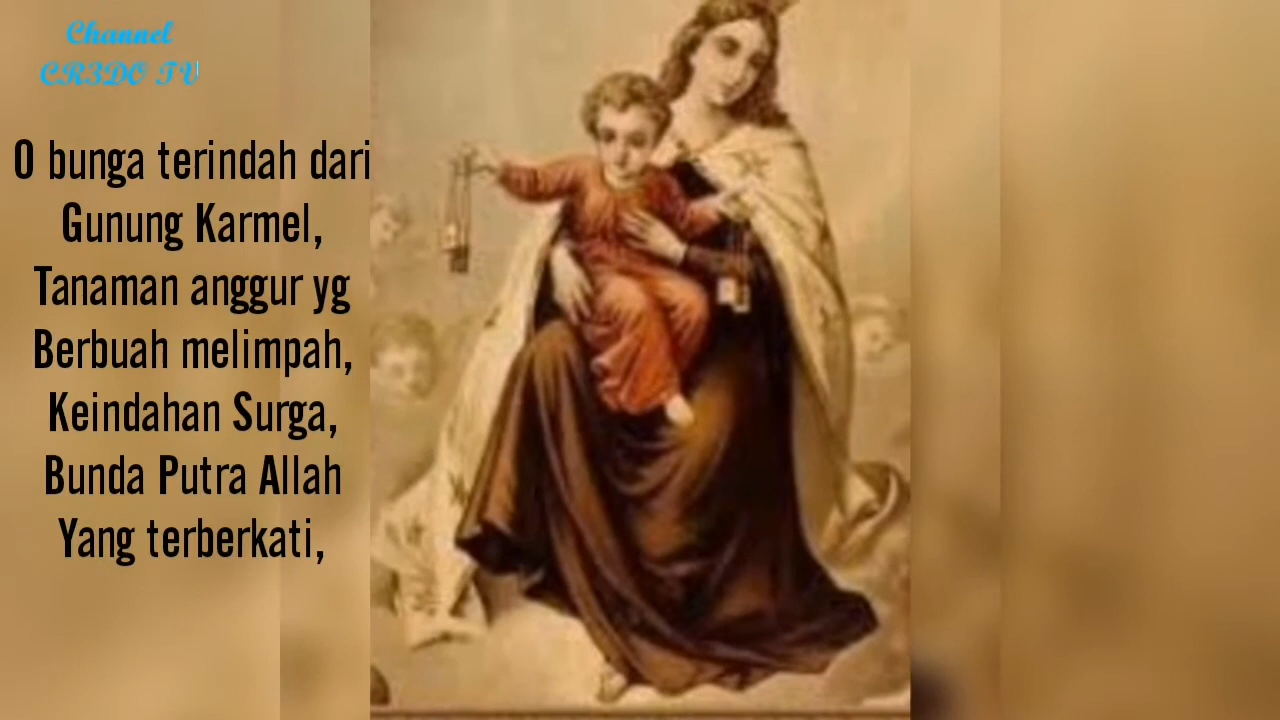 Channel
CR3DO TV
O bunga terindah dari
Gunung Karmel,
Tanaman anggur yg
Berbuah melimpah,
Keindahan Surga,
Bunda Putra Allah
Yang terberkati,